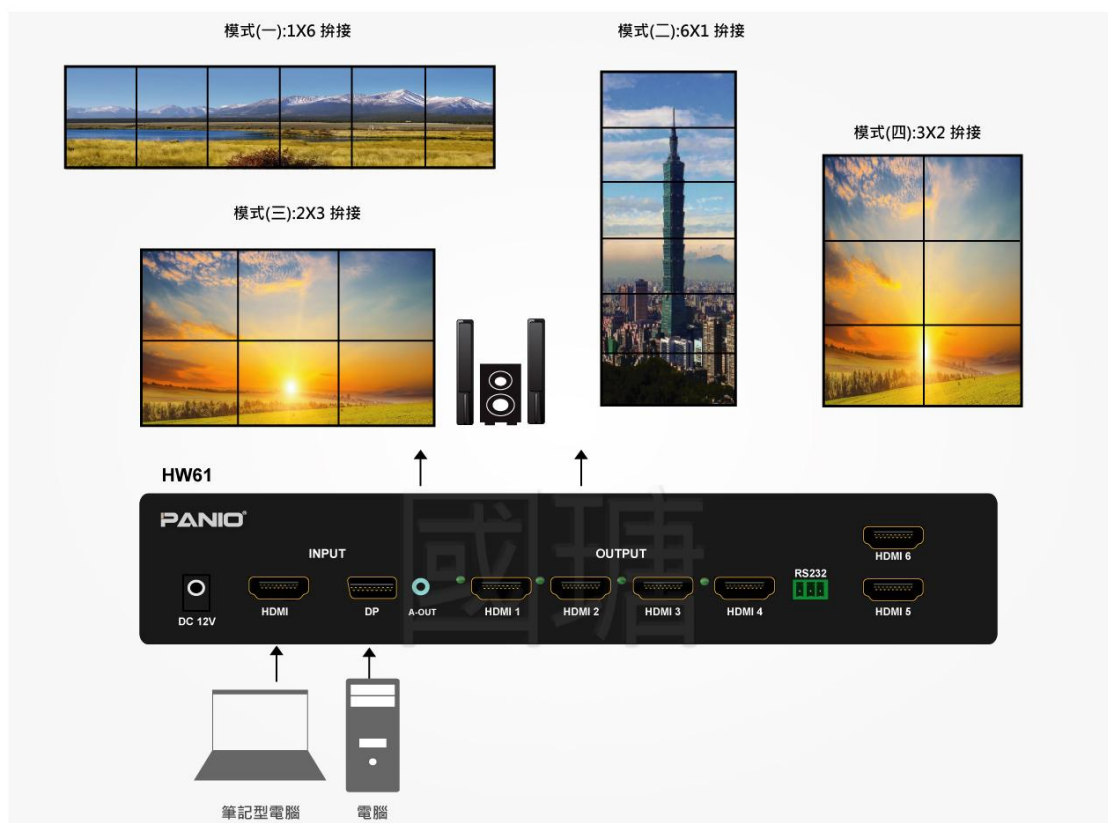 模式(一):1X6 拚接
模式(二):6X1 拚接
模式(四):3X2 拚接
模式(三):2X3 拚接
HW61
PANIO®
INPUT
OUTPUT
HDMI 6
RS232
DC 12V
HDMI
DP
A-OUT
HDMI 1
HDMI 2
HDMI 3
HDMI 4
HDMI 5
國瑭
筆記型電腦
電腦